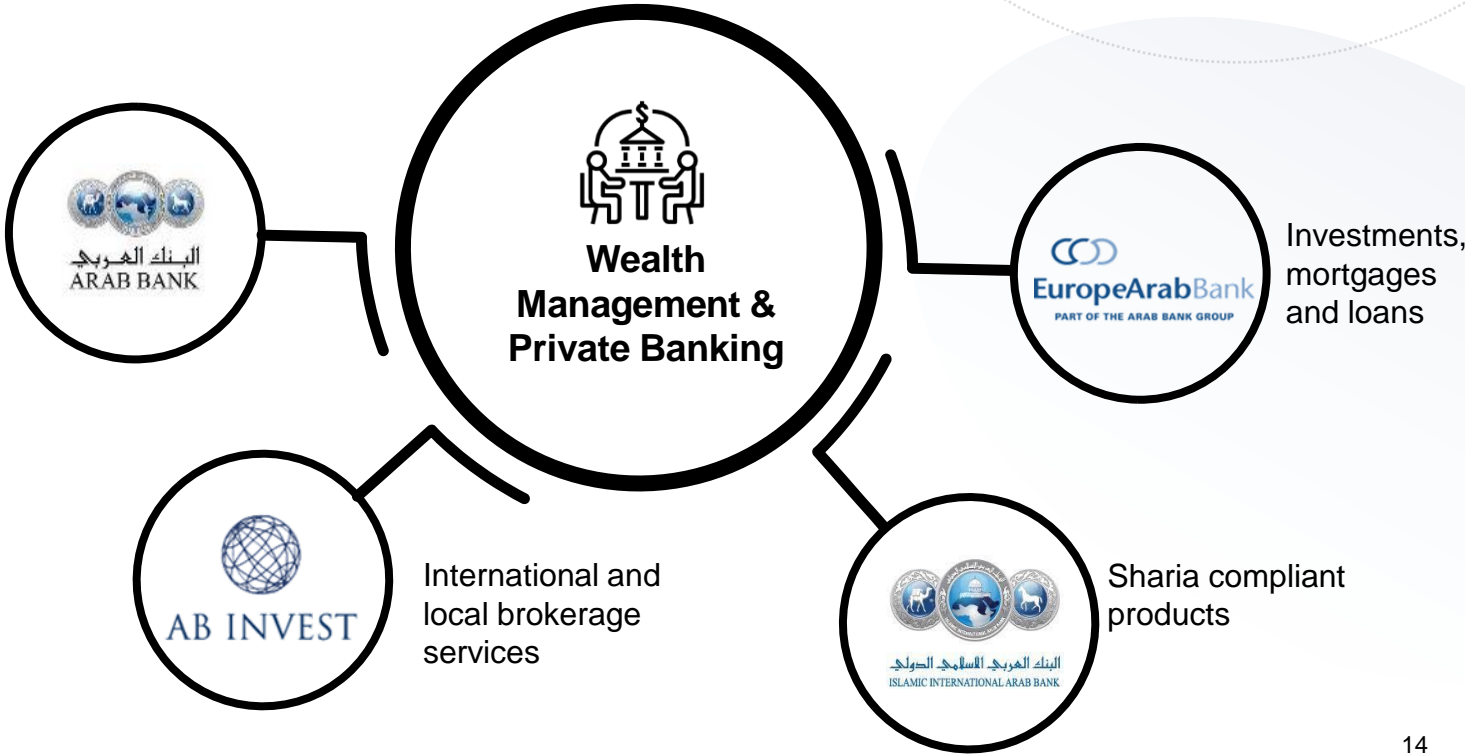 البنك العربي
ARAB BANK
$
Wealth
Management &
Private Banking
EuropeArabBank
PART OF THE ARAB BANK GROUP
Investments,
mortgages
and loans
AB INVEST
International and
local brokerage
services
البنك العربي الاسلامي الدولي
ISLAMIC INTERNATIONAL ARAB BANK
Sharia compliant
products
14